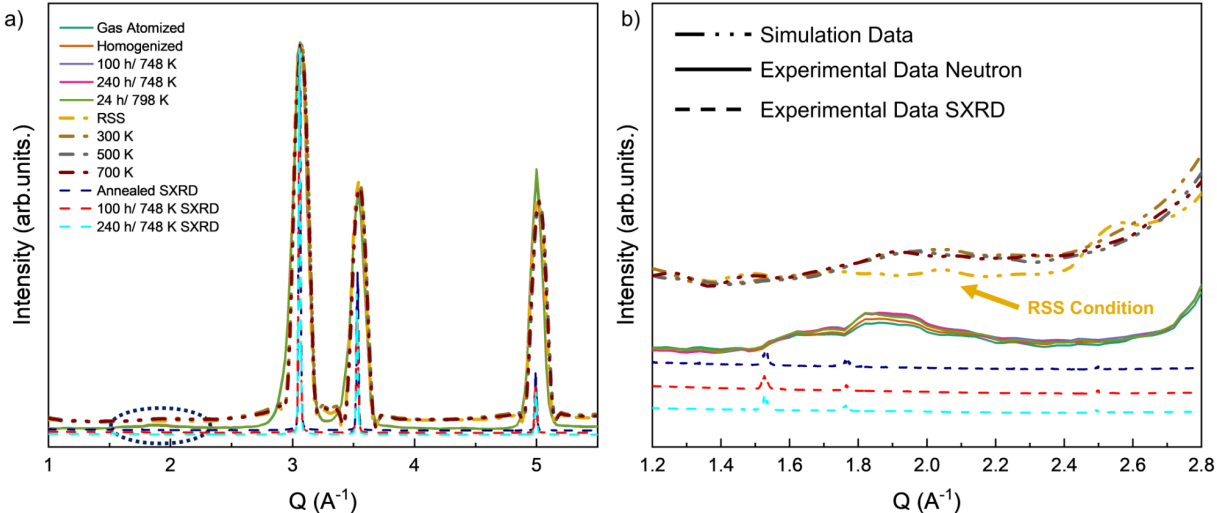 a)
Gas Atomized
Homogenized
100 h/ 748 K
240 h/ 748 K
24 h/ 798 K
RSS
300 K
500 K
700 K
Annealed SXRD
100 h/ 748 K SXRD
240 h/ 748 K SXRD
Intensity (arb.units.)
1 2 3 4 5
Q (A⁻¹)
b)
Simulation Data
Experimental Data Neutron
Experimental Data SXRD
RSS Condition
Intensity (arb.units.)
1.2 1.4 1.6 1.8 2.0 2.2 2.4 2.6 2.8
Q (A⁻¹)